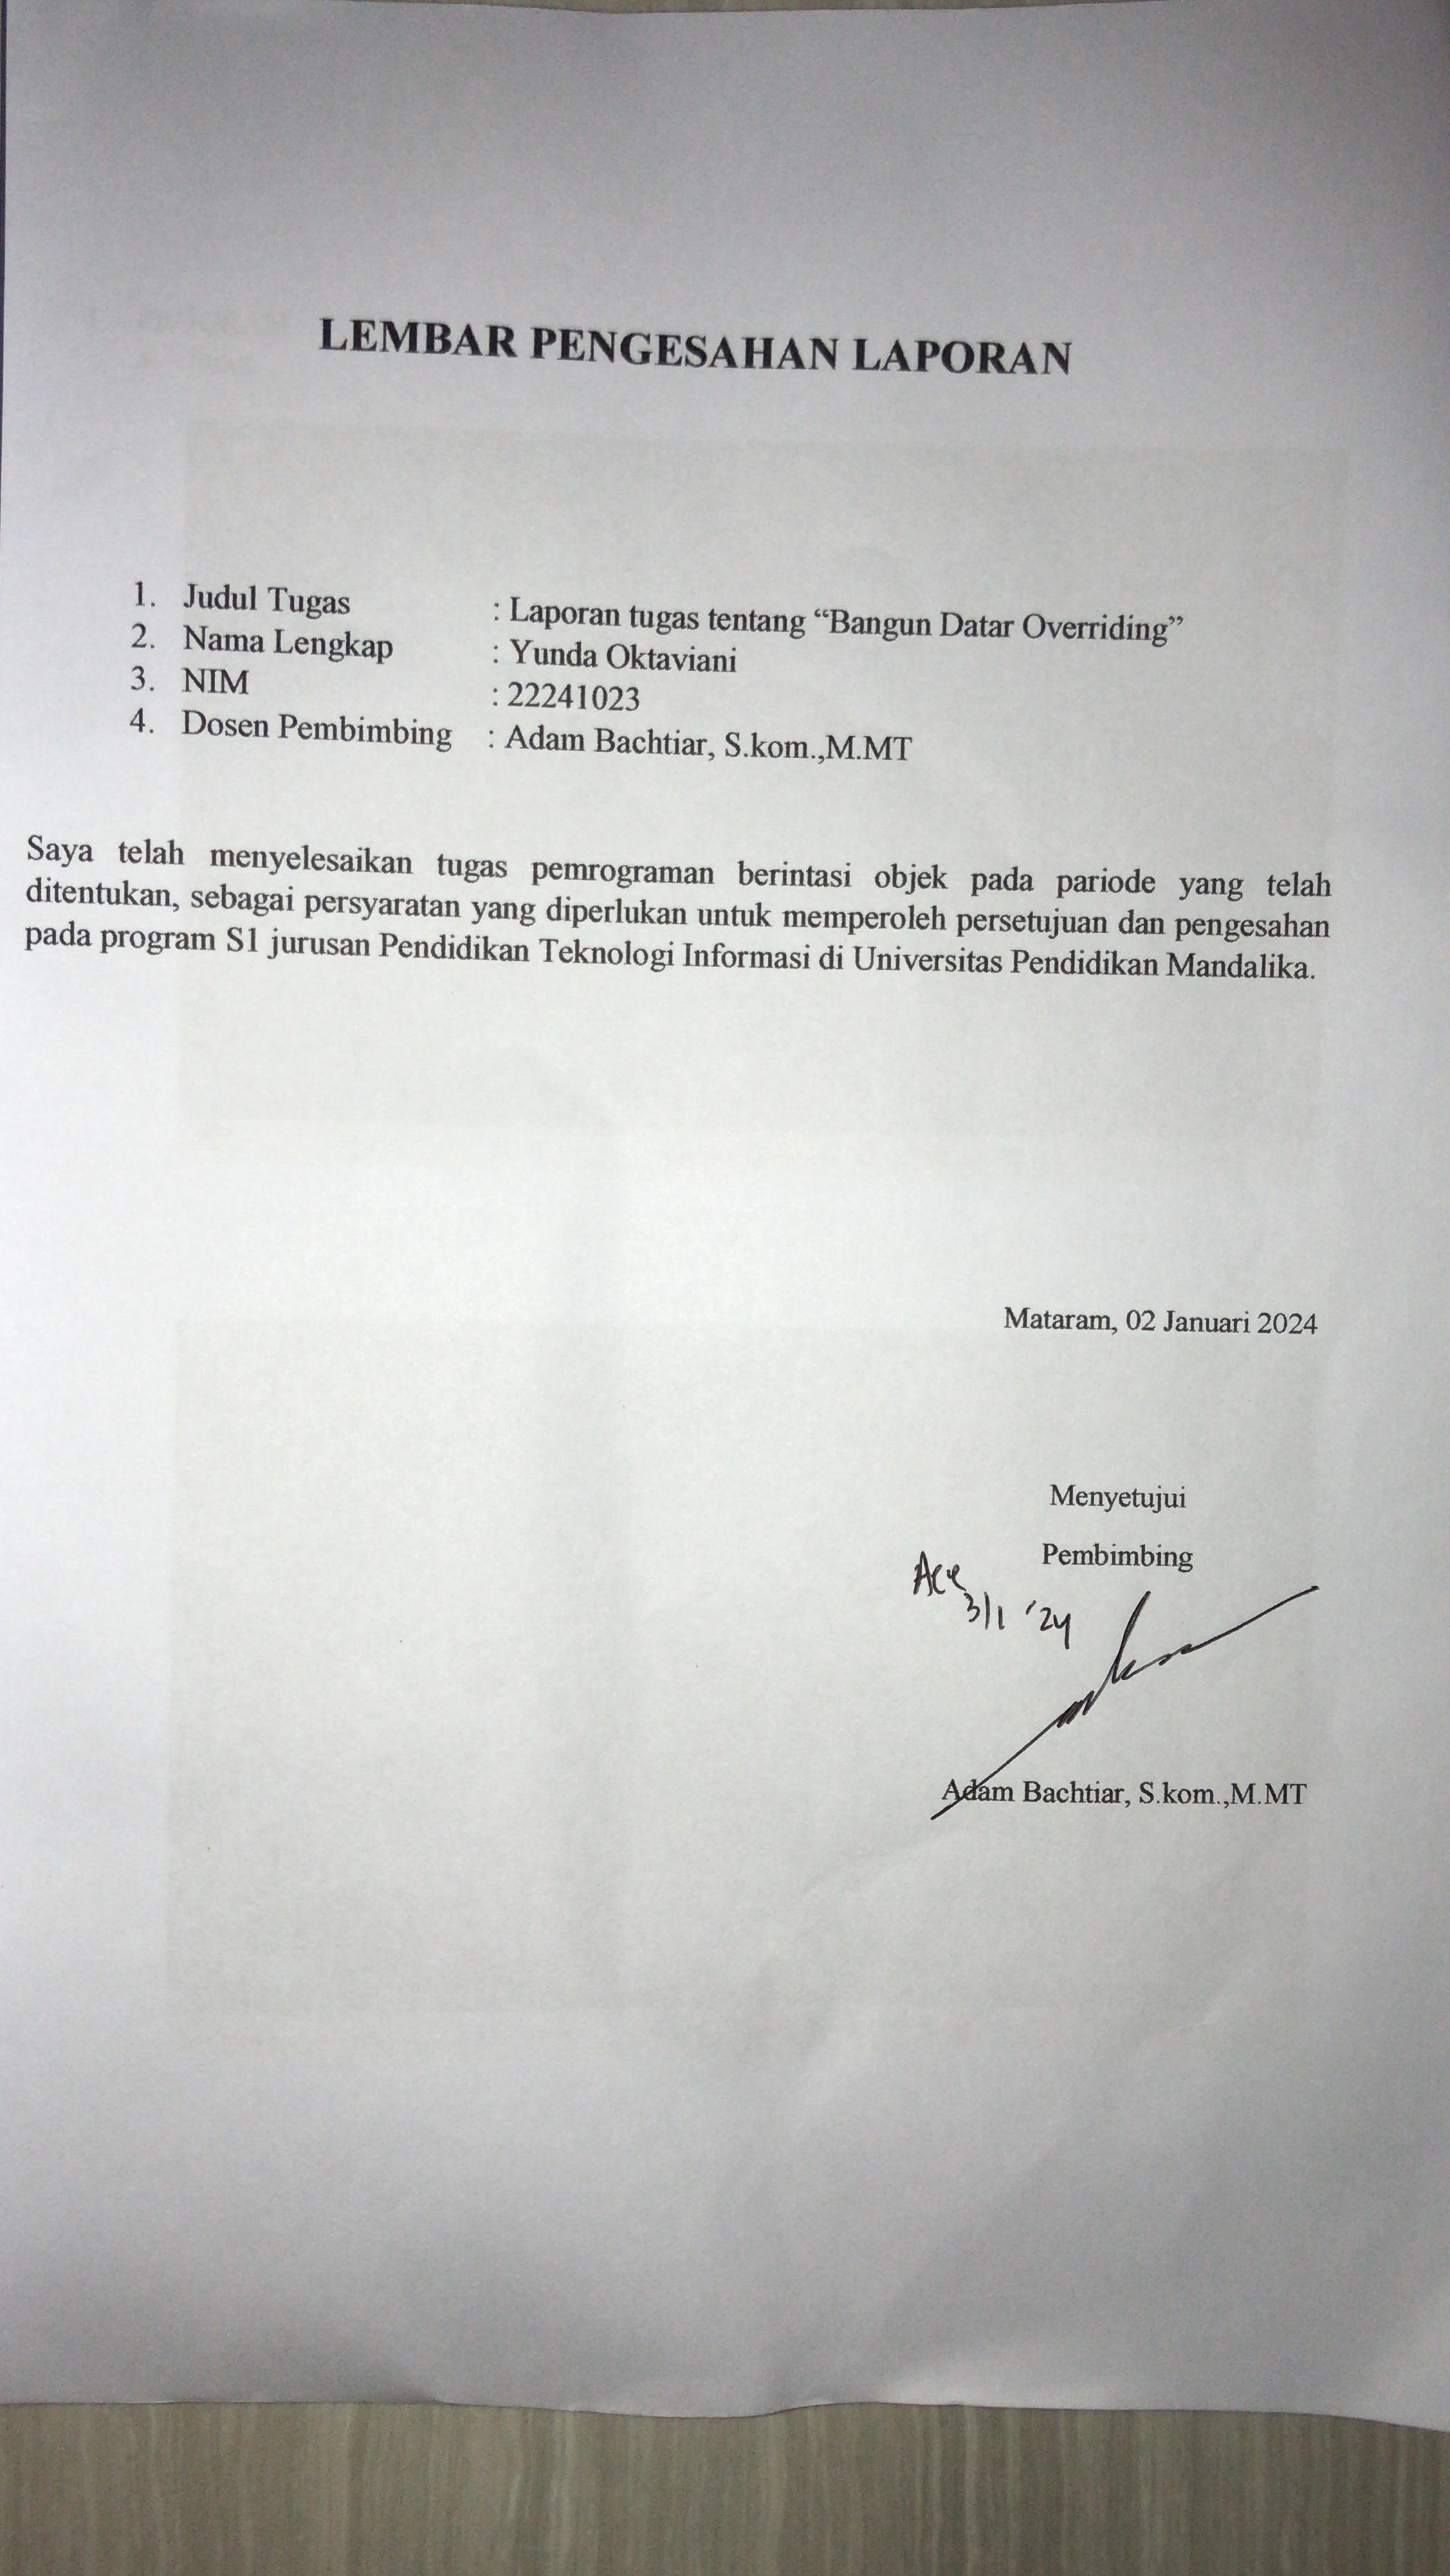 LEMBAR PENGESAHAN LAPORAN
1. Judul Tugas : Laporan tugas tentang “Bangun Datar Overriding”
2. Nama Lengkap : Yunda Oktaviani
3. NIM : 22241023
4. Dosen Pembimbing : Adam Bachtiar, S.kom.,M.MT
Saya telah menyelesaikan tugas pemrograman berintasi objek pada pariode yang telah
ditentukan, sebagai persyaratan yang diperlukan untuk memperoleh persetujuan dan pengesahan
pada program S1 jurusan Pendidikan Teknologi Informasi di Universitas Pendidikan Mandalika.
Mataram, 02 Januari 2024
Menyetujui
Pembimbing
Acc
3/1 '24
Adam Bachtiar, S.kom.,M.MT